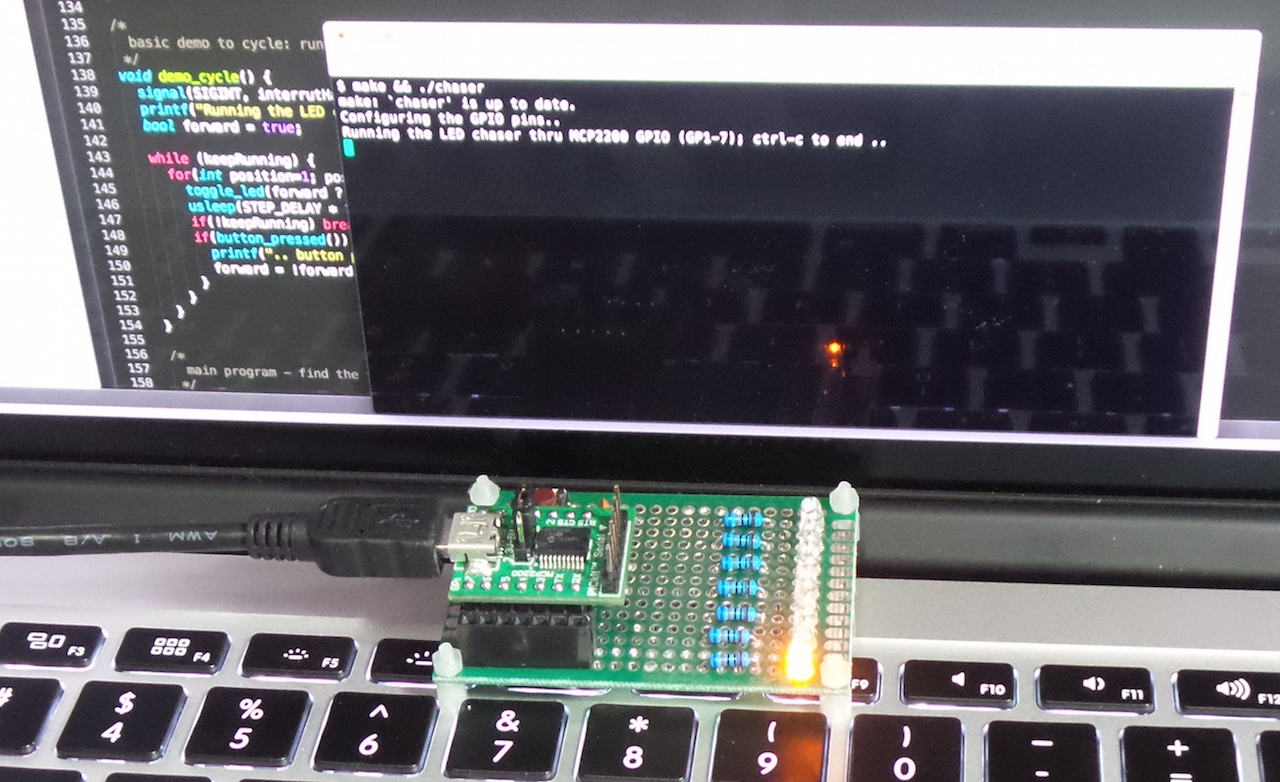 134
135 /*
136 basic demo to cycle: run
137 */
138 void demo_cycle() {
139 signal(SIGINT, interrutH
140 printf("Running the LED
141 bool forward = true;
142
143 while (keepRunning) {
144 for(int position=1; po
145 toggle_led(forward ?
146 usleep(STEP_DELAY *
147 if(!keepRunning) bre
148 if(button_pressed())
149 printf(".. button
150 forward = !forward
151 }
152 }
153 }
154 }
155
156 /*
157 main program – find the
158 */
$ make && ./chaser
make: `chaser' is up to date.
Configuring the GPIO pins..
Running the LED chaser thru MCP2200 GPIO (GP1-7); ctrl-c to end ..
AWM I A/B
RTS CTS
MCP2200
F3
F4
F5
F9
F10
F11
F12
#
$
4
%
5
^
6
&
7
*
8
(
9
)
0
–
+
=